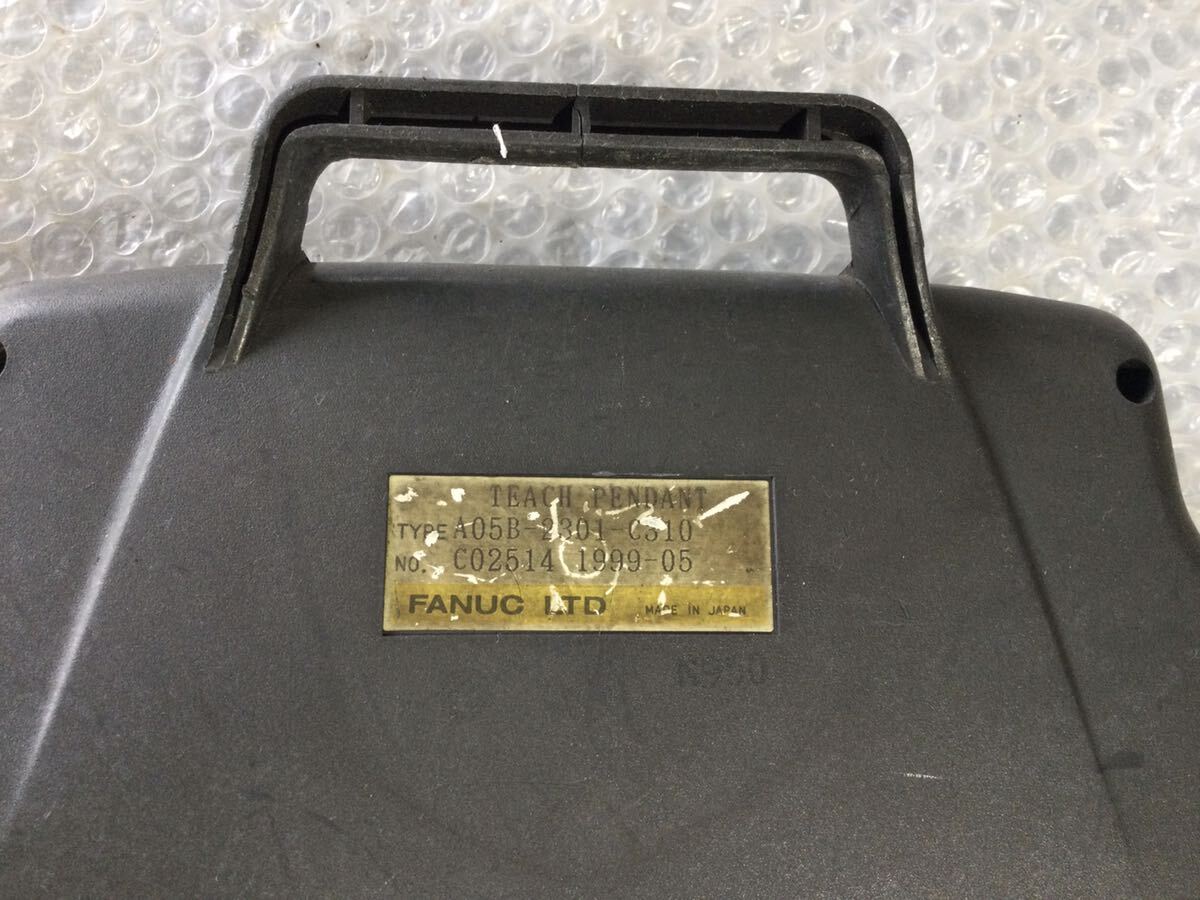 TEACH PENDANT
TYPE A05B-2301-C310
NO. C02514 1999-05
FANUC LTD MADE IN JAPAN